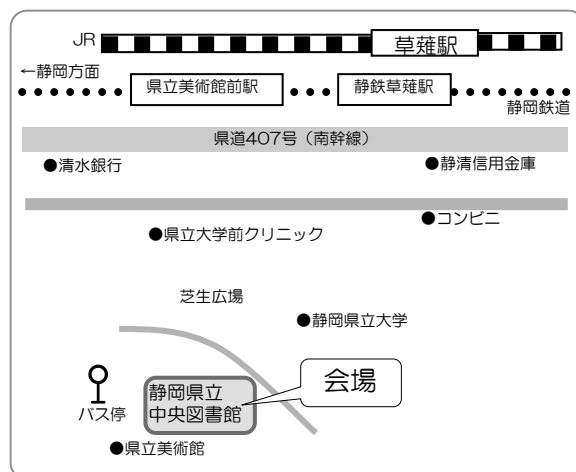 JR
草薙駅
←静岡方面
県立美術館前駅
静鉄草薙駅
静岡鉄道
県道407号（南幹線）
●清水銀行
●静清信用金庫
●コンビニ
●県立大学前クリニック
芝生広場
●静岡県立大学
会場
静岡県立
中央図書館
バス停
●県立美術館